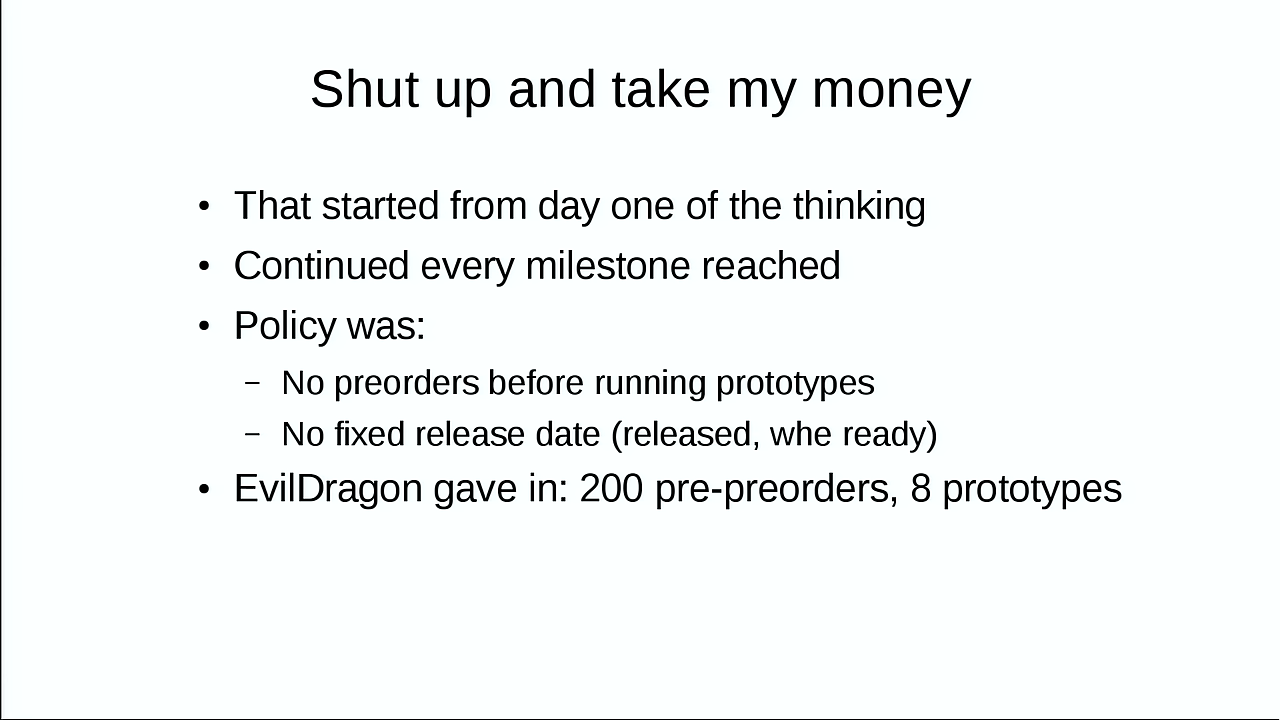 Shut up and take my money
• That started from day one of the thinking
• Continued every milestone reached
• Policy was:
– No preorders before running prototypes
– No fixed release date (released, whe ready)
• EvilDragon gave in: 200 pre-preorders, 8 prototypes